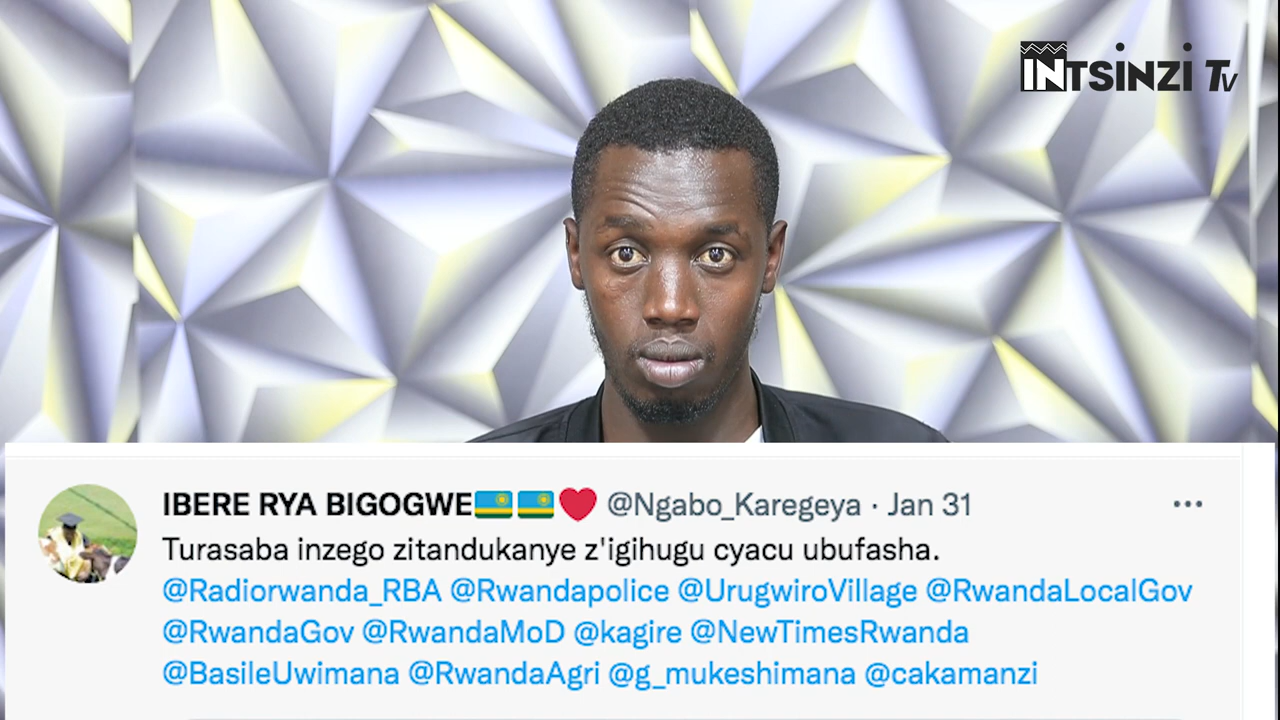 INTSINZI TV
IBERE RYA BIGOGWE🇷🇼🇷🇼❤️ @Ngabo_Karegeya · Jan 31
Turasaba inzego zitandukanye z'igihugu cyacu ubufasha.
@Radiorwanda_RBA @Rwandapolice @UrugwiroVillage @RwandaLocalGov
@RwandaGov @RwandaMoD @kagire @NewTimesRwanda
@BasileUwimana @RwandaAgri @g_mukeshimana @cakamanzi